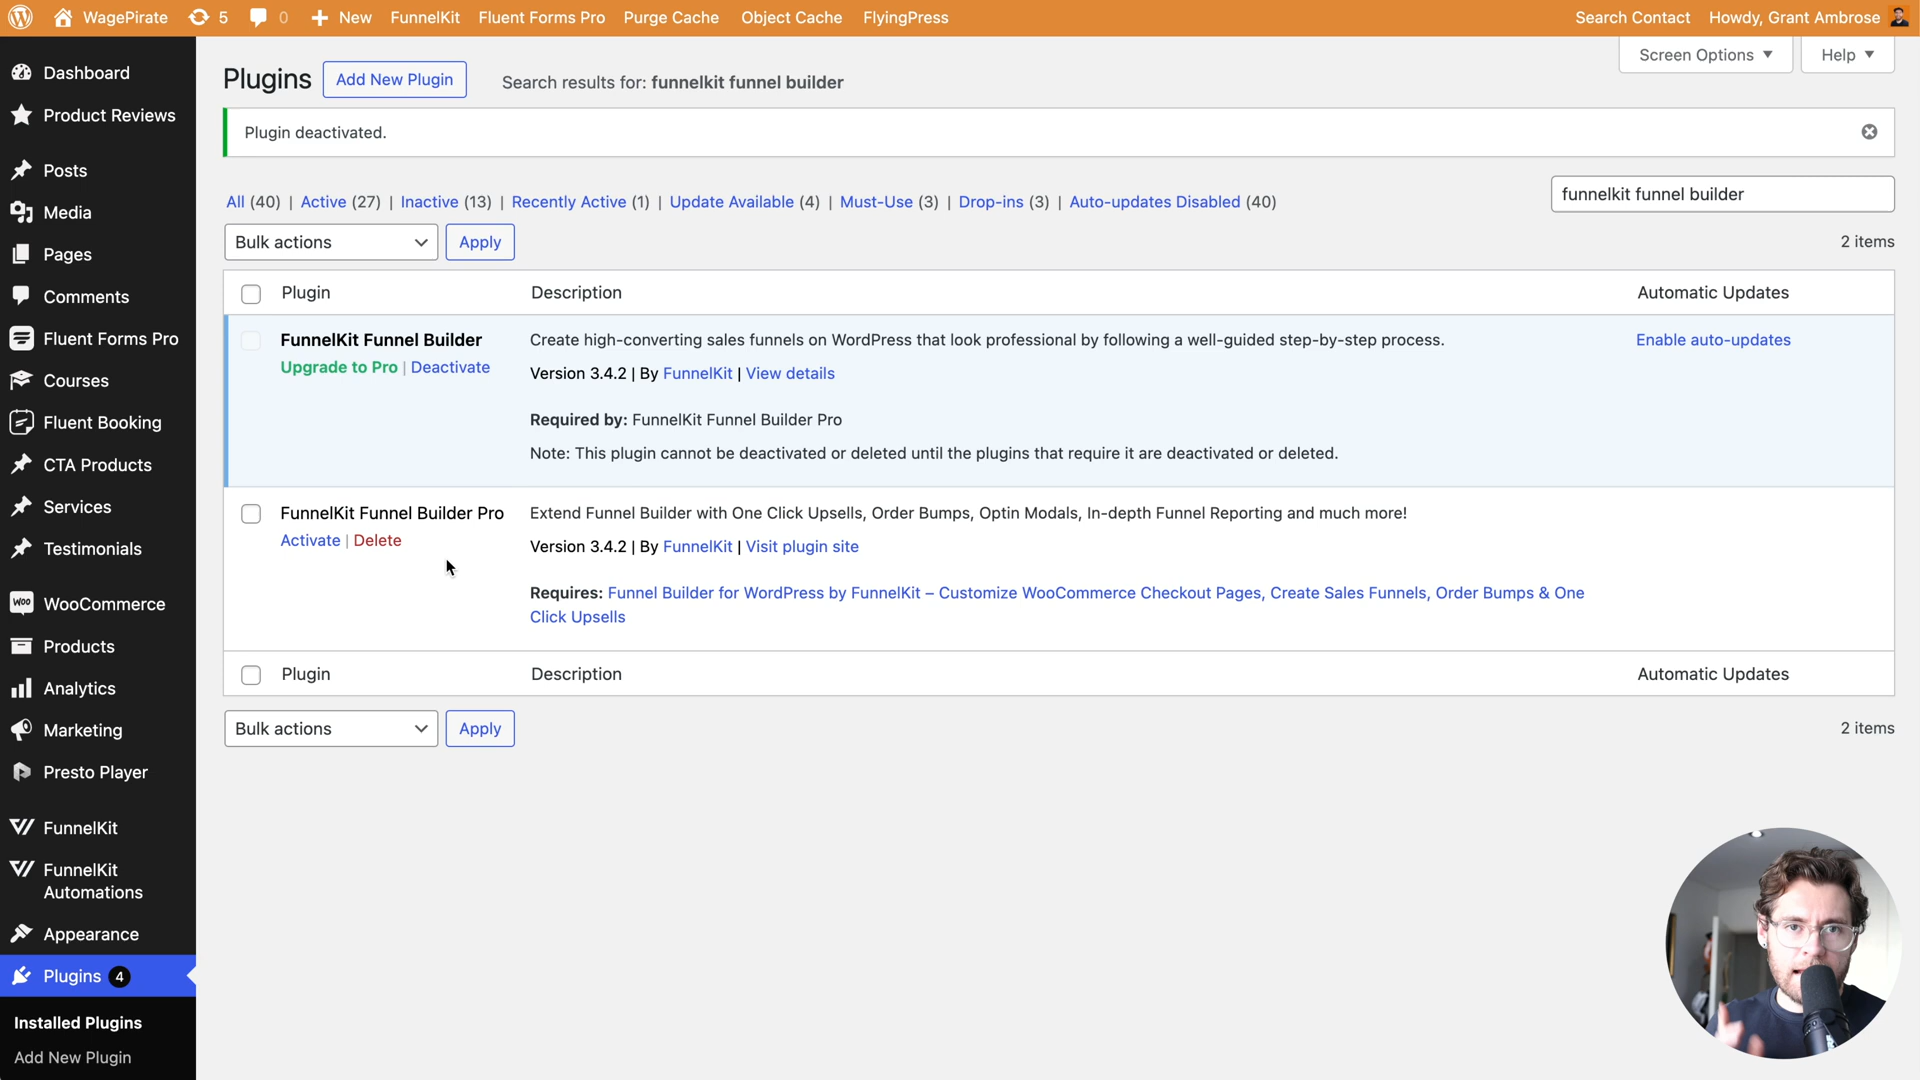 WagePirate 5 0 New FunnelKit Fluent Forms Pro Purge Cache Object Cache FlyingPress Search Contact Howdy, Grant Ambrose
Screen Options Help
Dashboard
Product Reviews
Posts
Media
Pages
Comments
Fluent Forms Pro
Courses
Fluent Booking
CTA Products
Services
Testimonials
WOO WooCommerce
Products
Analytics
Marketing
Presto Player
FunnelKit
FunnelKit
Automations
Appearance
Plugins 4
Installed Plugins
Add New Plugin
Plugins Add New Plugin Search results for: funnelkit funnel builder
Plugin deactivated.
All (40) | Active (27) | Inactive (13) | Recently Active (1) | Update Available (4) | Must-Use (3) | Drop-ins (3) | Auto-updates Disabled (40)
funnelkit funnel builder
Bulk actions Apply 2 items
Plugin Description Automatic Updates
FunnelKit Funnel Builder
Upgrade to Pro | Deactivate
Create high-converting sales funnels on WordPress that look professional by following a well-guided step-by-step process.
Version 3.4.2 | By FunnelKit | View details
Required by: FunnelKit Funnel Builder Pro
Note: This plugin cannot be deactivated or deleted until the plugins that require it are deactivated or deleted.
Enable auto-updates
FunnelKit Funnel Builder Pro
Activate | Delete
Extend Funnel Builder with One Click Upsells, Order Bumps, Optin Modals, In-depth Funnel Reporting and much more!
Version 3.4.2 | By FunnelKit | Visit plugin site
Requires: Funnel Builder for WordPress by FunnelKit – Customize WooCommerce Checkout Pages, Create Sales Funnels, Order Bumps & One
Click Upsells
Plugin Description Automatic Updates
Bulk actions Apply 2 items